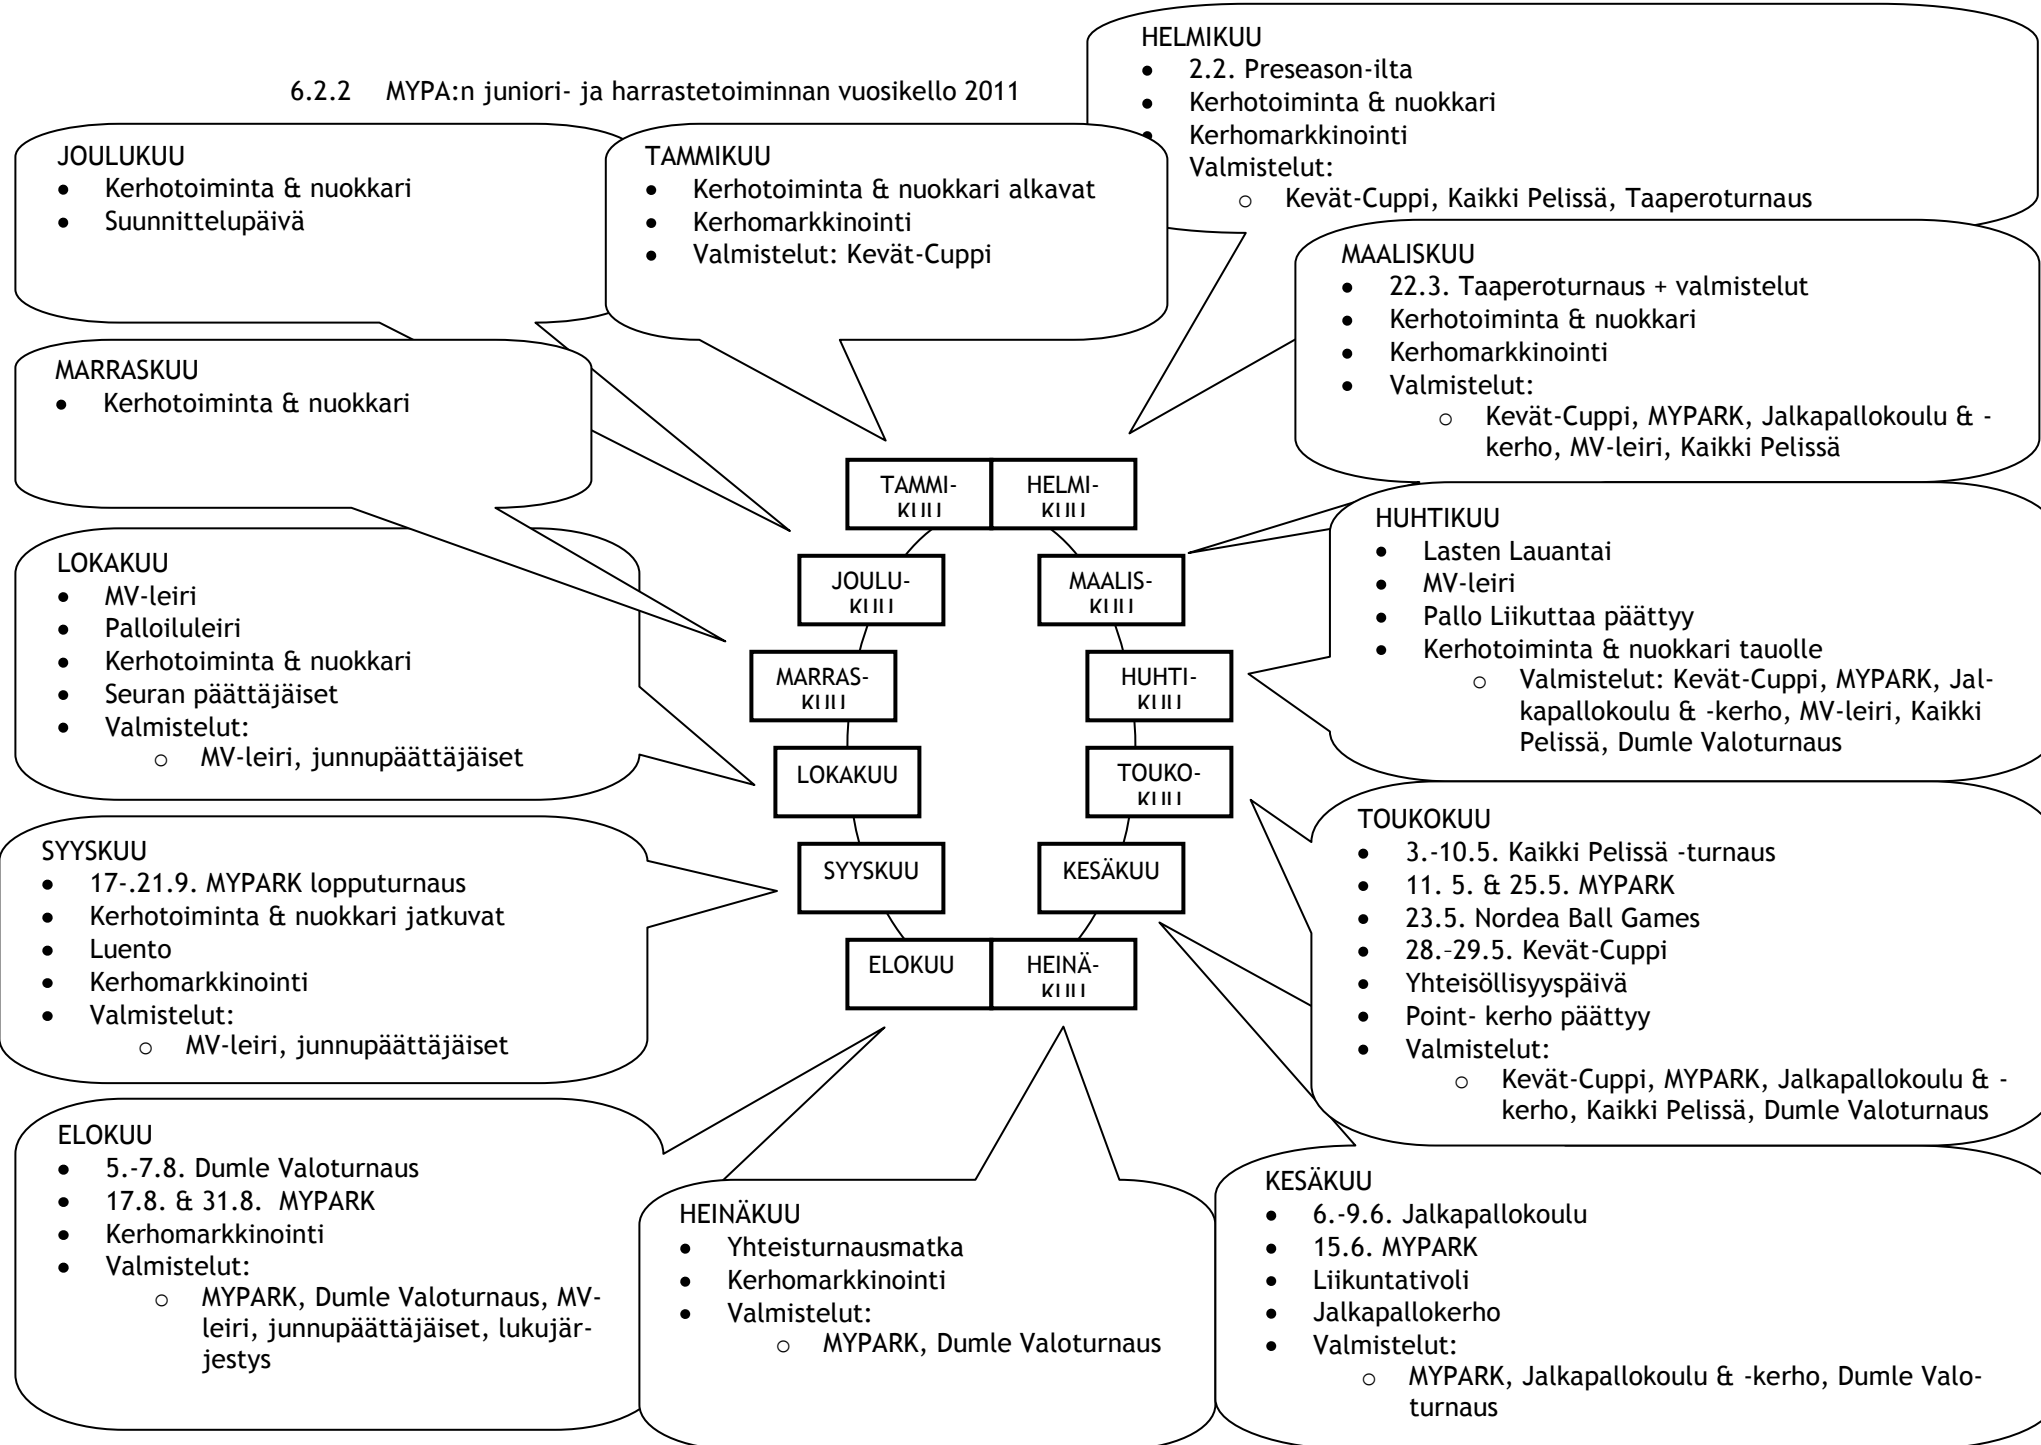 6.2.2 MYPA:n juniori- ja harrastetoiminnan vuosikello 2011
HELMIKUU
• 2.2. Preseason-ilta
• Kerhotoiminta & nuokkari
• Kerhomarkkinointi
Valmistelut:
o Kevät-Cuppi, Kaikki Pelissä, Taaperoturnaus
JOULUKUU
• Kerhotoiminta & nuokkari
• Suunnittelupäivä
TAMMIKUU
• Kerhotoiminta & nuokkari alkavat
• Kerhomarkkinointi
• Valmistelut: Kevät-Cuppi
MAALISKUU
• 22.3. Taaperoturnaus + valmistelut
• Kerhotoiminta & nuokkari
• Kerhomarkkinointi
• Valmistelut:
o Kevät-Cuppi, MYPARK, Jalkapallokoulu & -
kerho, MV-leiri, Kaikki Pelissä
MARRASKUU
• Kerhotoiminta & nuokkari
TAMMI-
KUU
HELMI-
KUU
JOULU-
KUU
MAALIS-
KUU
MARRAS-
KUU
HUHTI-
KUU
LOKAKUU
TOUKO-
KUU
SYYSKUU
KESÄKUU
ELOKUU
HEINÄ-
KUU
HUHTIKUU
• Lasten Lauantai
• MV-leiri
• Pallo Liikuttaa päättyy
• Kerhotoiminta & nuokkari tauolle
o Valmistelut: Kevät-Cuppi, MYPARK, Jal-
kapallokoulu & -kerho, MV-leiri, Kaikki
Pelissä, Dumle Valoturnaus
LOKAKUU
• MV-leiri
• Palloiluleiri
• Kerhotoiminta & nuokkari
• Seuran päättäjäiset
• Valmistelut:
o MV-leiri, junnupäättäjäiset
TOUKOKUU
• 3.-10.5. Kaikki Pelissä -turnaus
• 11. 5. & 25.5. MYPARK
• 23.5. Nordea Ball Games
• 28.-29.5. Kevät-Cuppi
• Yhteisöllisyyspäivä
• Point- kerho päättyy
• Valmistelut:
o Kevät-Cuppi, MYPARK, Jalkapallokoulu & -
kerho, Kaikki Pelissä, Dumle Valoturnaus
SYYSKUU
• 17-.21.9. MYPARK lopputurnaus
• Kerhotoiminta & nuokkari jatkuvat
• Luento
• Kerhomarkkinointi
• Valmistelut:
o MV-leiri, junnupäättäjäiset
ELOKUU
• 5.-7.8. Dumle Valoturnaus
• 17.8. & 31.8. MYPARK
• Kerhomarkkinointi
• Valmistelut:
o MYPARK, Dumle Valoturnaus, MV-
leiri, junnupäättäjäiset, lukujär-
jestys
HEINÄKUU
• Yhteisturnausmatka
• Kerhomarkkinointi
• Valmistelut:
o MYPARK, Dumle Valoturnaus
KESÄKUU
• 6.-9.6. Jalkapallokoulu
• 15.6. MYPARK
• Liikuntativoli
• Jalkapallokerho
• Valmistelut:
o MYPARK, Jalkapallokoulu & -kerho, Dumle Valo-
turnaus